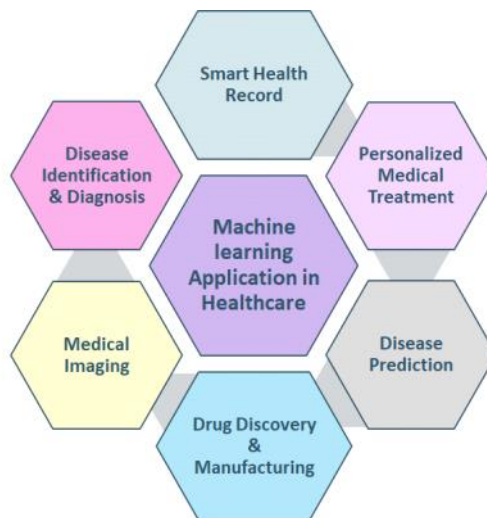 Smart Health
Record
Personalized
Medical
Treatment
Disease
Prediction
Drug Discovery
&
Manufacturing
Medical
Imaging
Disease
Identification
& Diagnosis
Machine
learning
Application in
Healthcare